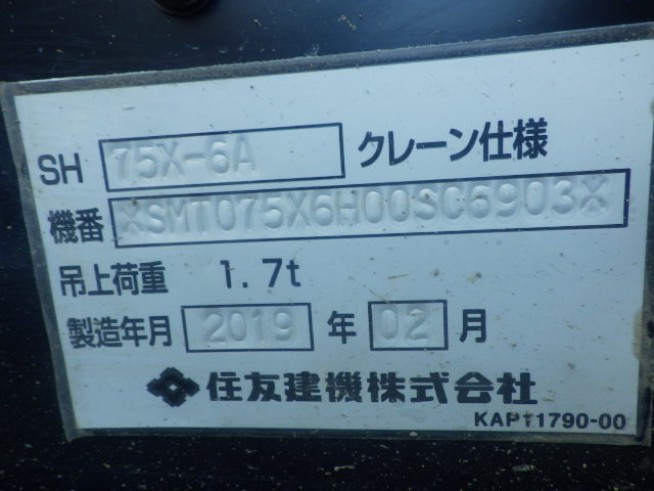 SH 75X-6A クレーン仕様
機番 *SMT075X6H00SC6903*
吊上荷重 1.7t
製造年月 2019 年 02 月
住友建機株式会社
KAP11790-00